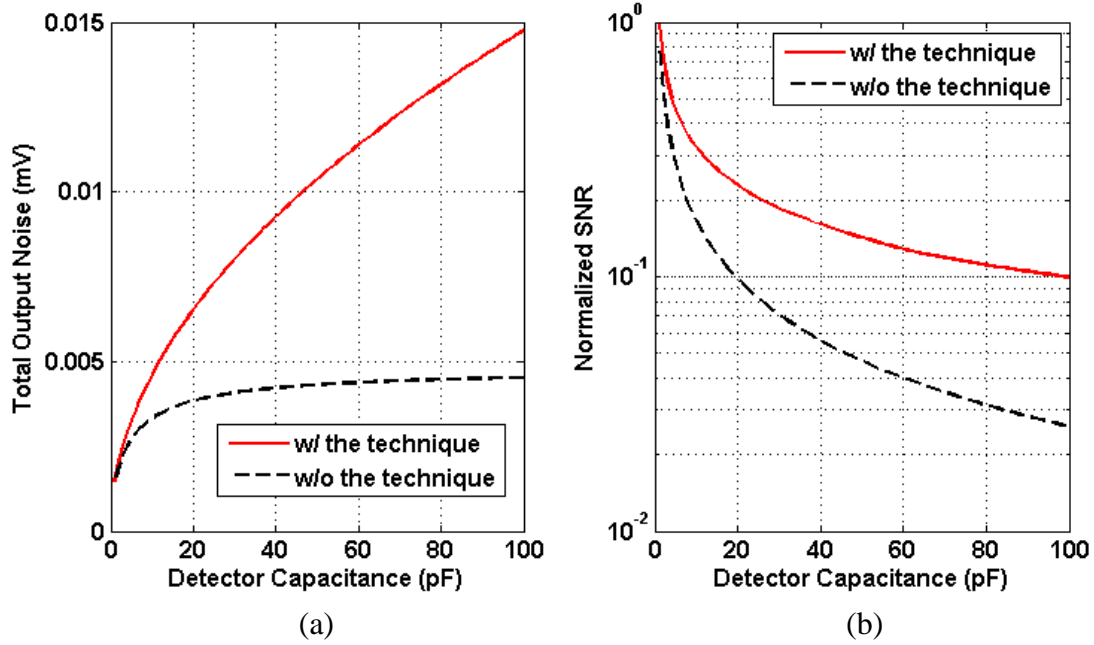 0.015
0.01
0.005
0
0 20 40 60 80 100
Total Output Noise (mV)
Detector Capacitance (pF)
w/ the technique
w/o the technique
(a)
10^0
10^-1
10^-2
0 20 40 60 80 100
Normalized SNR
Detector Capacitance (pF)
w/ the technique
w/o the technique
(b)